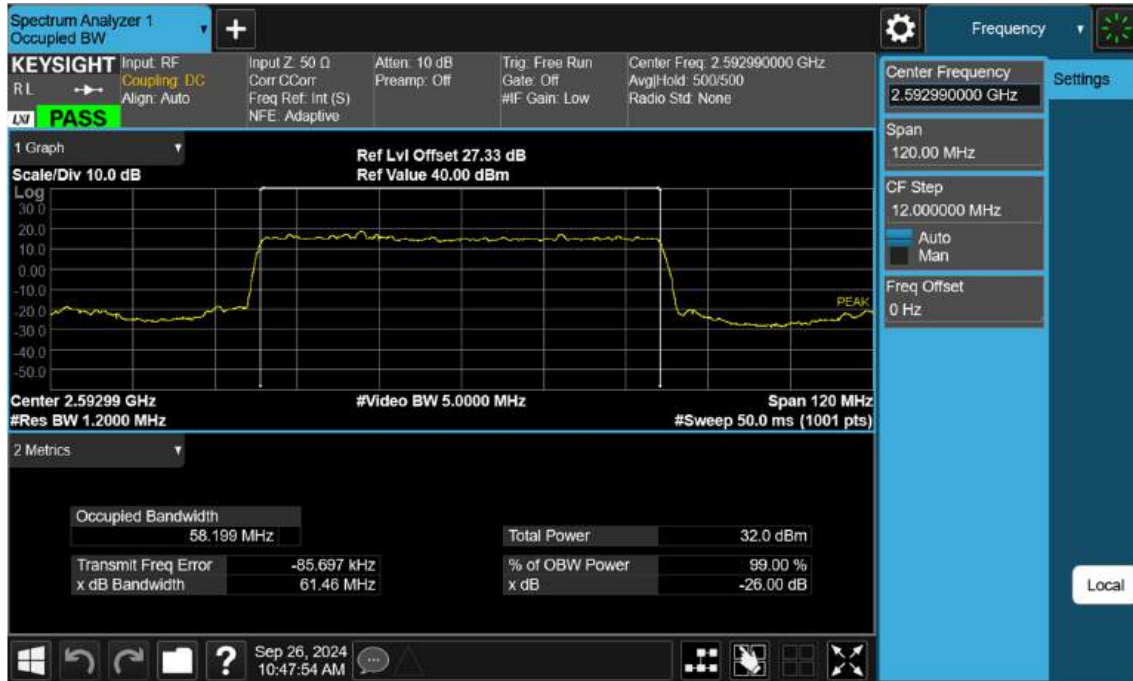 Spectrum Analyzer 1
Occupied BW
+
Frequency
KEYSIGHT
R L
LXI PASS
Input: RF
Coupling: DC
Align: Auto
Input Z: 50 Ω
Corr CCorr
Freq Ref: Int (S)
NFE: Adaptive
Atten: 10 dB
Preamp: Off
Trig: Free Run
Gate: Off
#IF Gain: Low
Center Freq: 2.592990000 GHz
Avg|Hold: 500/500
Radio Std: None
Center Frequency
2.592990000 GHz
Settings
Span
120.00 MHz
CF Step
12.000000 MHz
Auto
Man
Freq Offset
0 Hz
Local
1 Graph
Scale/Div 10.0 dB
Ref Lvl Offset 27.33 dB
Ref Value 40.00 dBm
Log
30.0
20.0
10.0
0.00
-10.0
-20.0
-30.0
-40.0
-50.0
PEAK
Center 2.59299 GHz
#Video BW 5.0000 MHz
Span 120 MHz
#Res BW 1.2000 MHz
#Sweep 50.0 ms (1001 pts)
2 Metrics
Occupied Bandwidth
58.199 MHz
Total Power 32.0 dBm
Transmit Freq Error -85.697 kHz
% of OBW Power 99.00 %
x dB Bandwidth 61.46 MHz
x dB -26.00 dB
?
Sep 26, 2024
10:47:54 AM